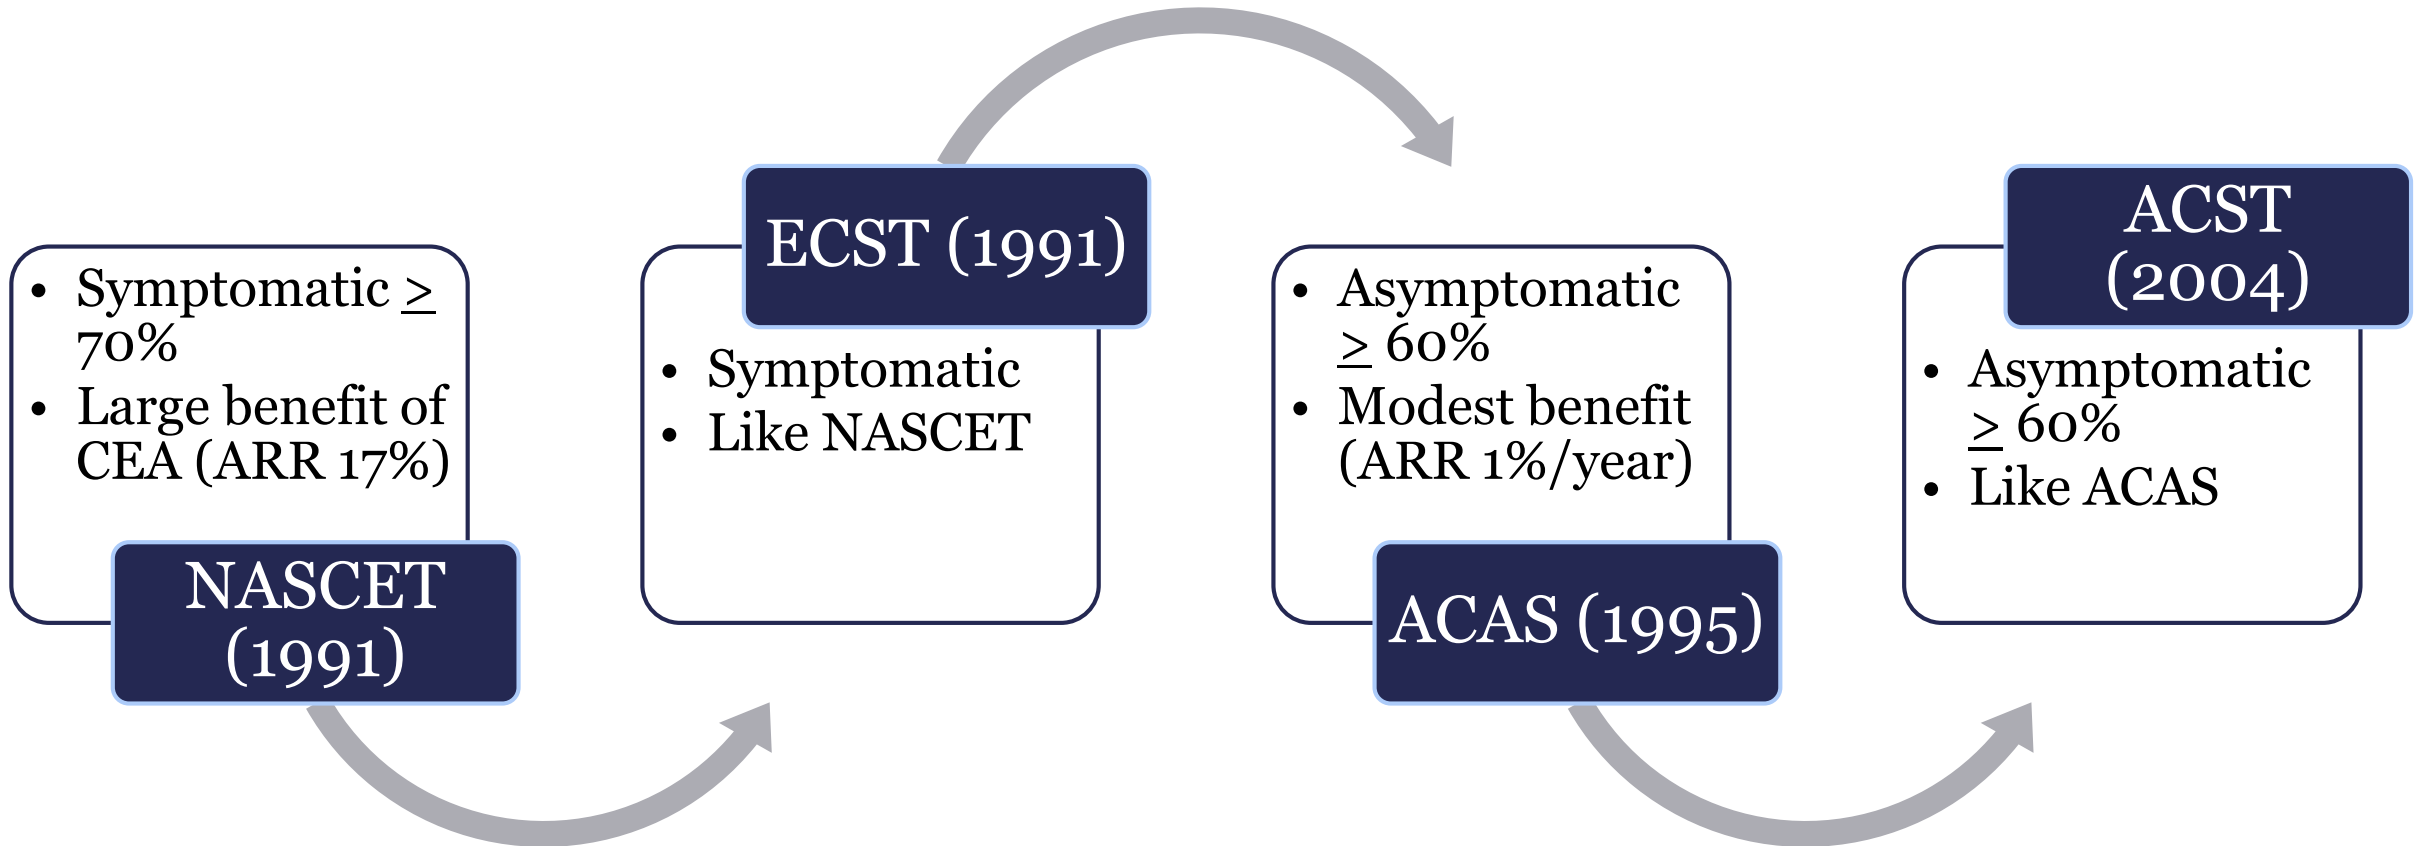 • Symptomatic ≥
70%
• Large benefit of
CEA (ARR 17%)
NASCET
(1991)
ECST (1991)
• Symptomatic
• Like NASCET
• Asymptomatic
≥ 60%
• Modest benefit
(ARR 1%/year)
ACAS (1995)
ACST
(2004)
• Asymptomatic
≥ 60%
• Like ACAS